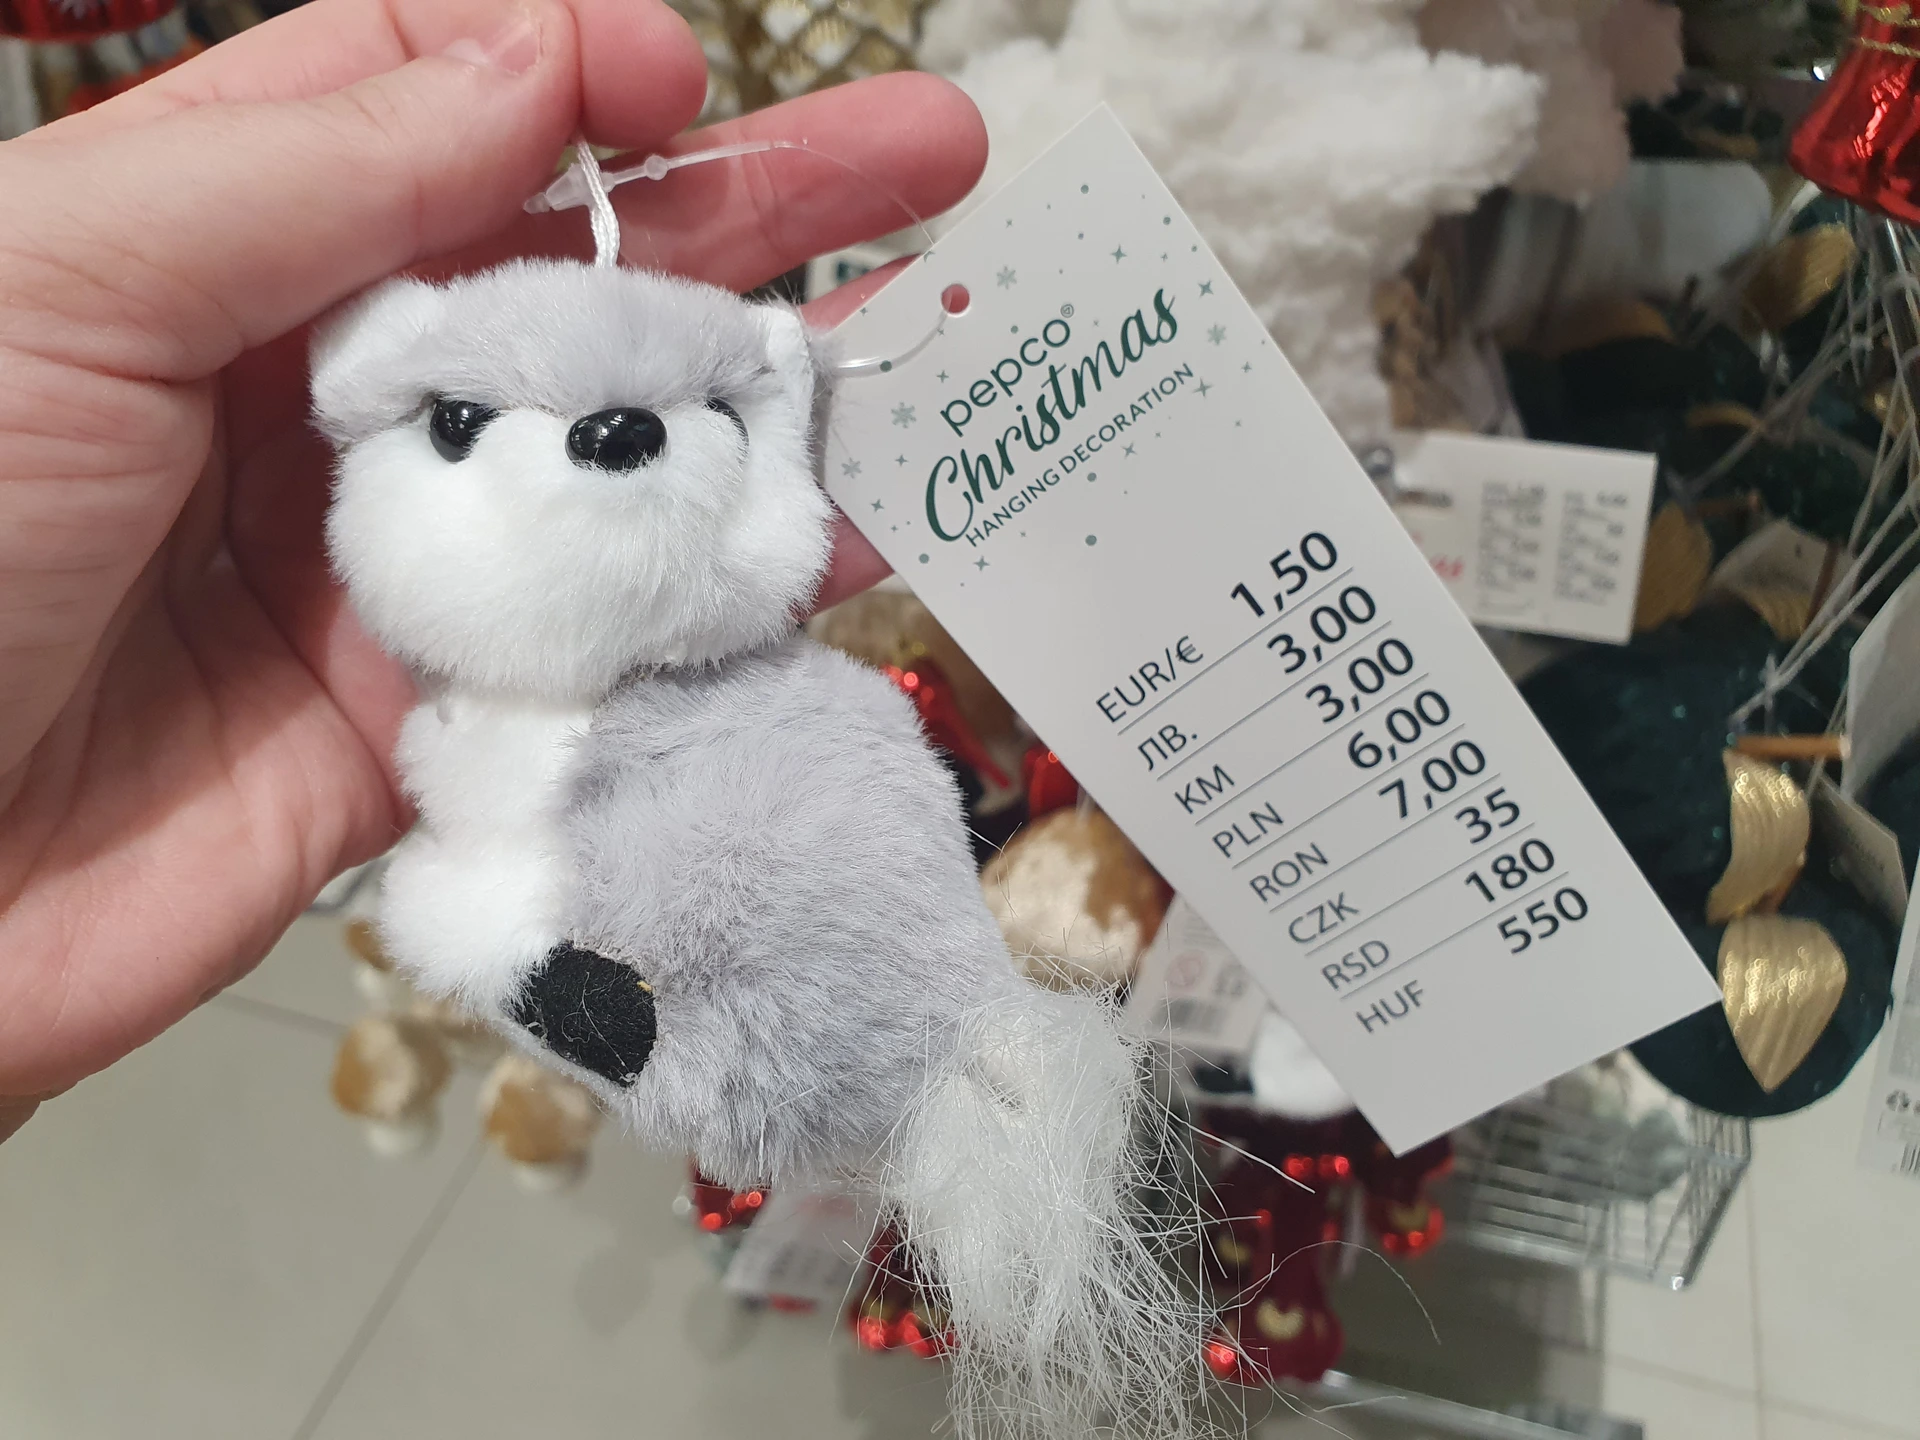 pepco®
Christmas
HANGING DECORATION
EUR/€ 1,50
ЛВ. 3,00
KM 3,00
PLN 6,00
RON 7,00
CZK 35
RSD 180
HUF 550